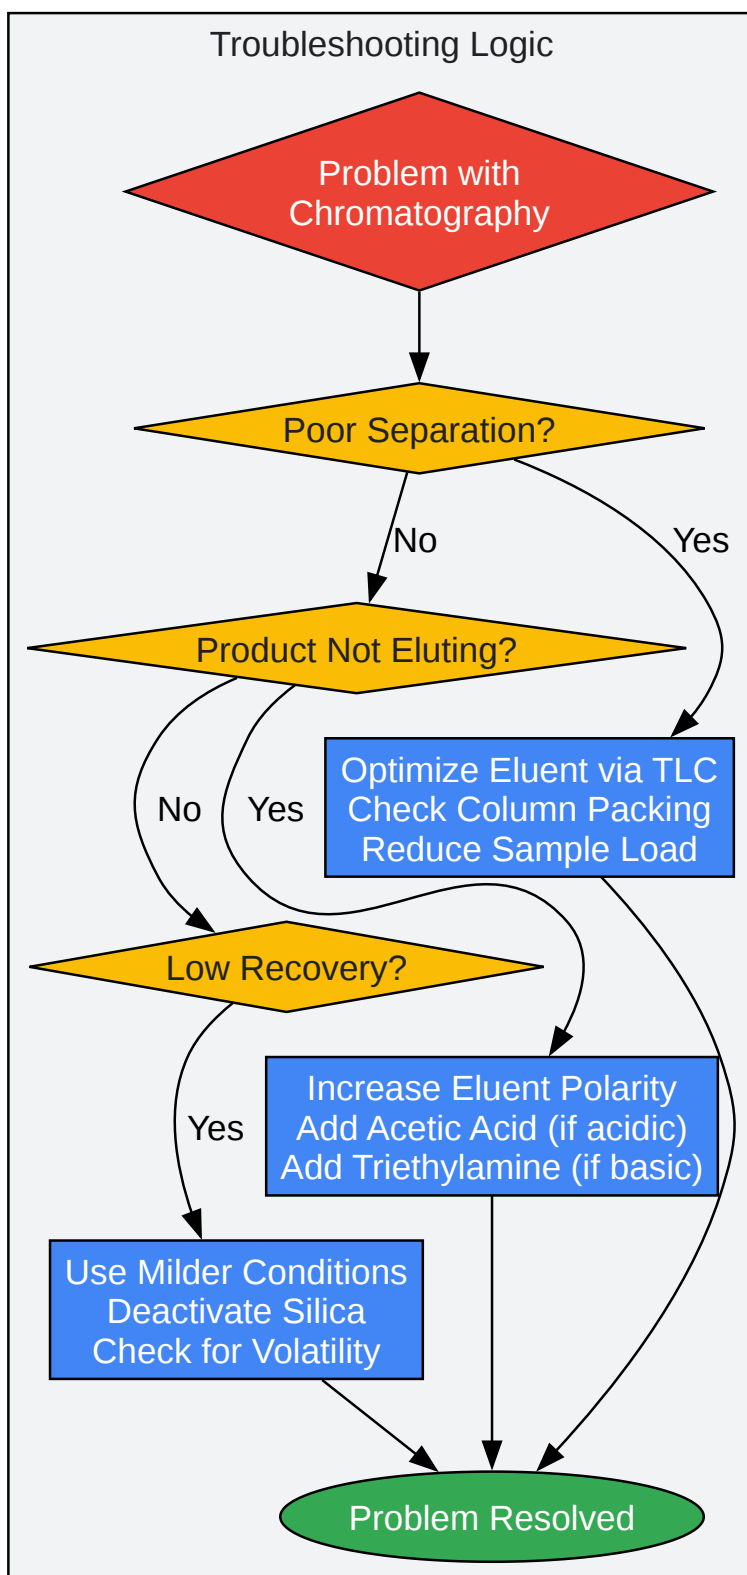 Troubleshooting Logic
Problem with
Chromatography
Poor Separation?
No
Yes
Product Not Eluting?
Optimize Eluent via TLC
Check Column Packing
Reduce Sample Load
No
Yes
Low Recovery?
Increase Eluent Polarity
Add Acetic Acid (if acidic)
Add Triethylamine (if basic)
Yes
Use Milder Conditions
Deactivate Silica
Check for Volatility
Problem Resolved